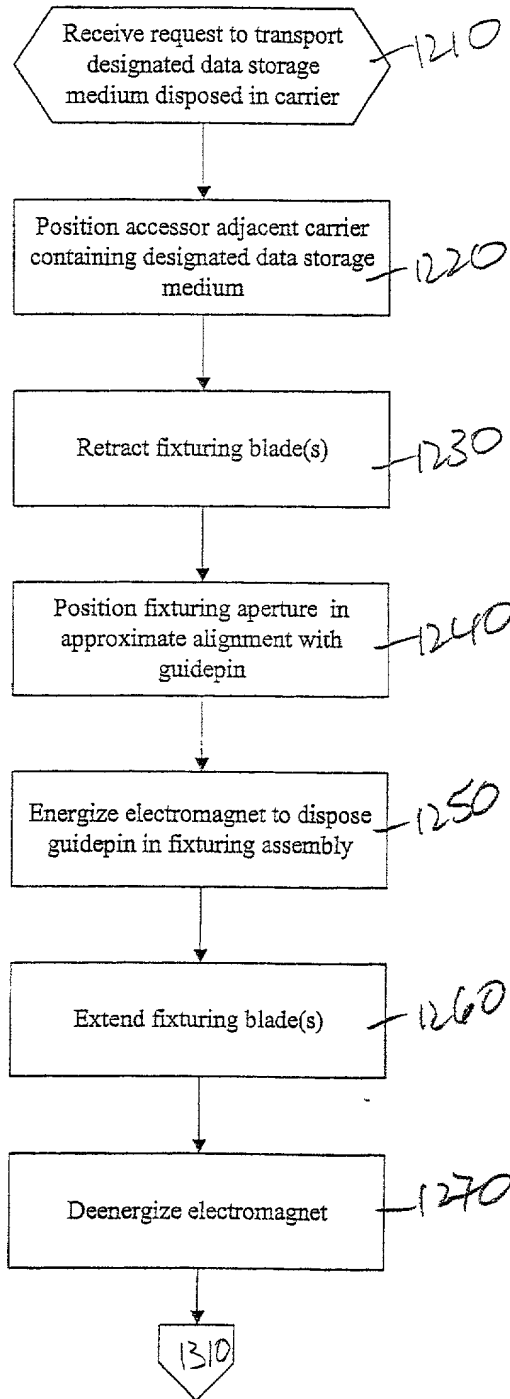 Receive request to transport
designated data storage
medium disposed in carrier
1210
Position accessor adjacent carrier
containing designated data storage
medium
1220
Retract fixturing blade(s)
1230
Position fixturing aperture in
approximate alignment with
guidepin
1240
Energize electromagnet to dispose
guidepin in fixturing assembly
1250
Extend fixturing blade(s)
1260
Deenergize electromagnet
1270
1310